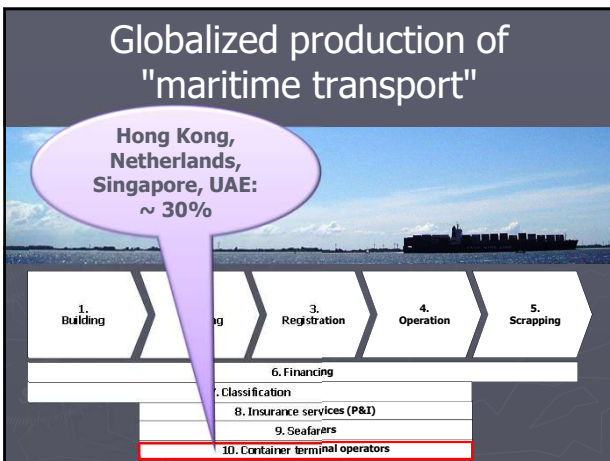 Globalized production of
"maritime transport"
Hong Kong,
Netherlands,
Singapore, UAE:
~ 30%
1.
Building
ng
3.
Registration
4.
Operation
5.
Scrapping
6. Financing
7. Classification
8. Insurance services (P&I)
9. Seafarers
10. Container terminal operators